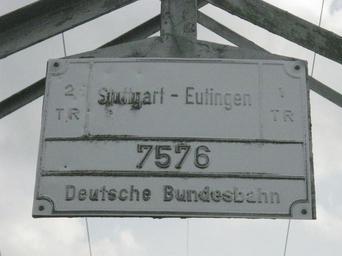 2 Stuttgart - Eutingen 1
TR TR
7576
Deutsche Bundesbahn